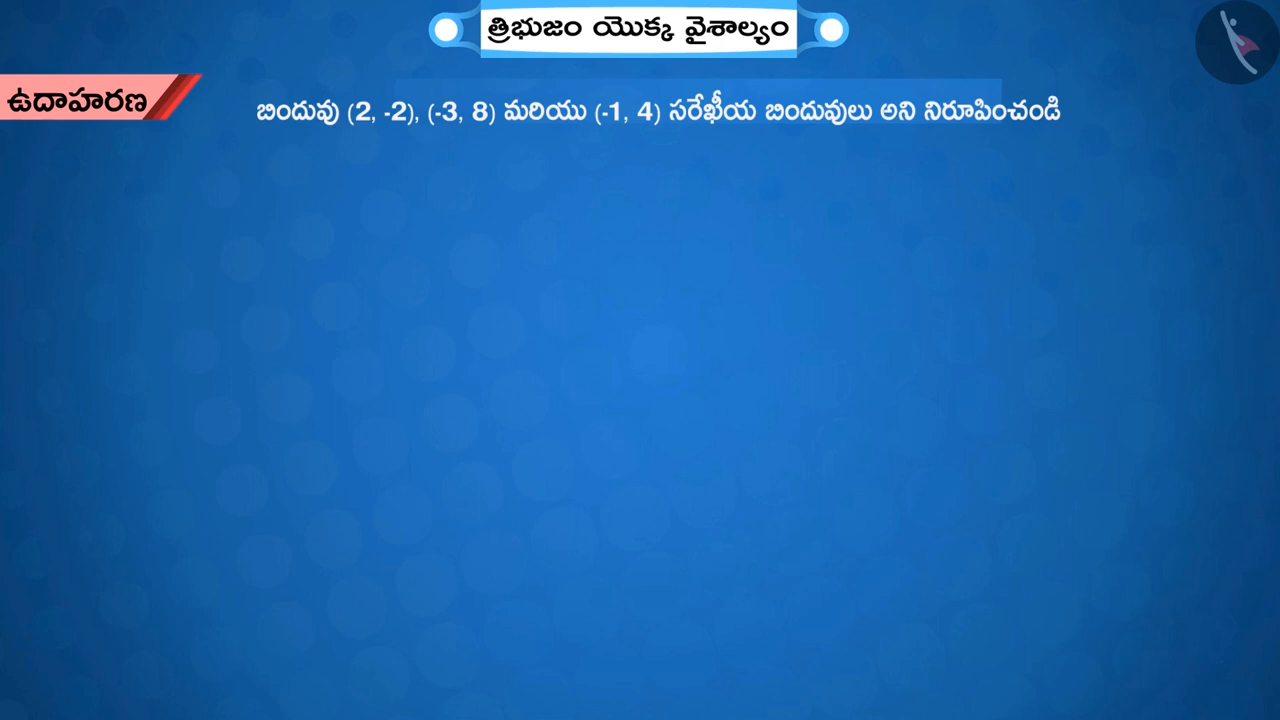 త్రిభుజం యొక్క వైశాల్యం
ఉదాహరణ
బిందువు (2, -2), (-3, 8) మరియు (-1, 4) సరేఖీయ బిందువులు అని నిరూపించండి